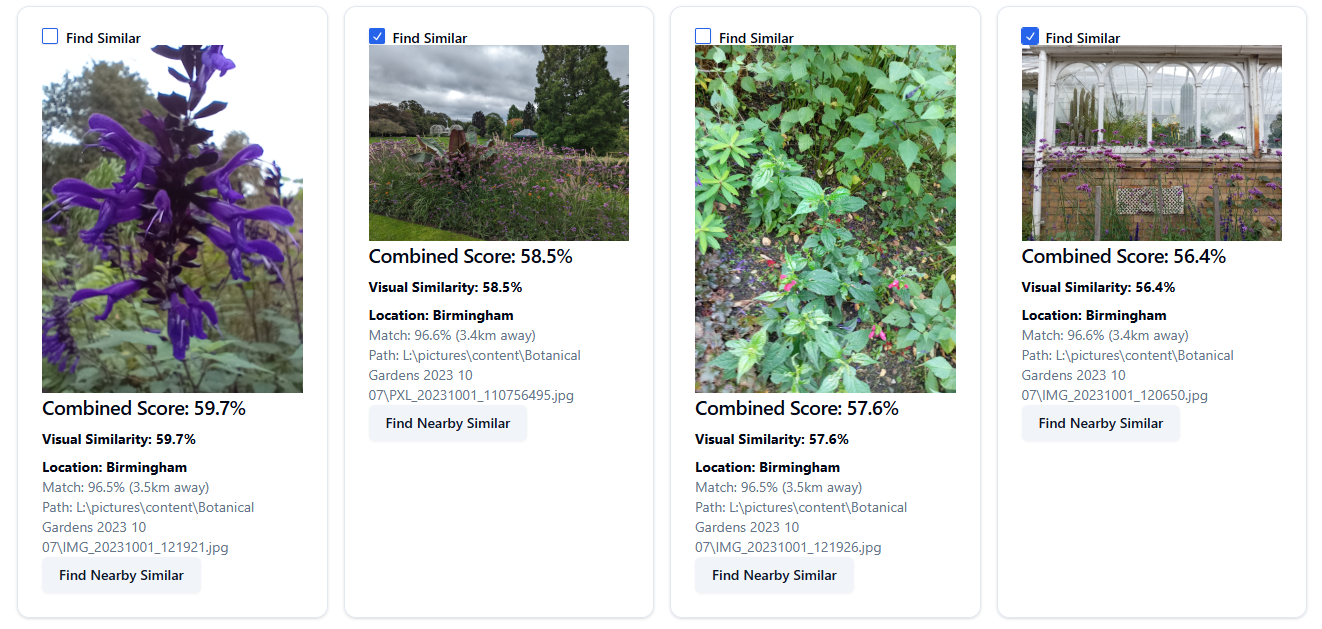 Find Similar
Combined Score: 59.7%
Visual Similarity: 59.7%
Location: Birmingham
Match: 96.5% (3.5km away)
Path: L:\pictures\content\Botanical
Gardens 2023 10
07\IMG_20231001_121921.jpg
Find Nearby Similar
Find Similar
Combined Score: 58.5%
Visual Similarity: 58.5%
Location: Birmingham
Match: 96.6% (3.4km away)
Path: L:\pictures\content\Botanical
Gardens 2023 10
07\PXL_20231001_110756495.jpg
Find Nearby Similar
Find Similar
Combined Score: 57.6%
Visual Similarity: 57.6%
Location: Birmingham
Match: 96.5% (3.5km away)
Path: L:\pictures\content\Botanical
Gardens 2023 10
07\IMG_20231001_121926.jpg
Find Nearby Similar
Find Similar
Combined Score: 56.4%
Visual Similarity: 56.4%
Location: Birmingham
Match: 96.6% (3.4km away)
Path: L:\pictures\content\Botanical
Gardens 2023 10
07\IMG_20231001_120650.jpg
Find Nearby Similar